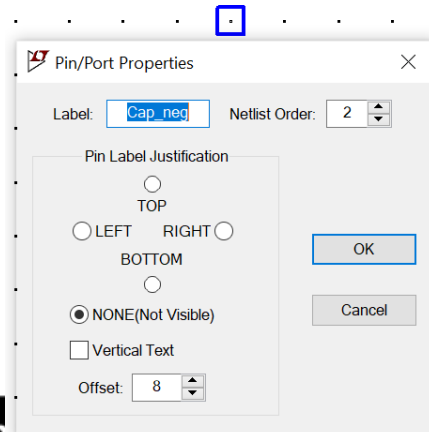 Pin/Port Properties
Label: Cap_neg Netlist Order: 2
Pin Label Justification
TOP
LEFT RIGHT
BOTTOM
NONE(Not Visible)
Vertical Text
Offset: 8
OK
Cancel